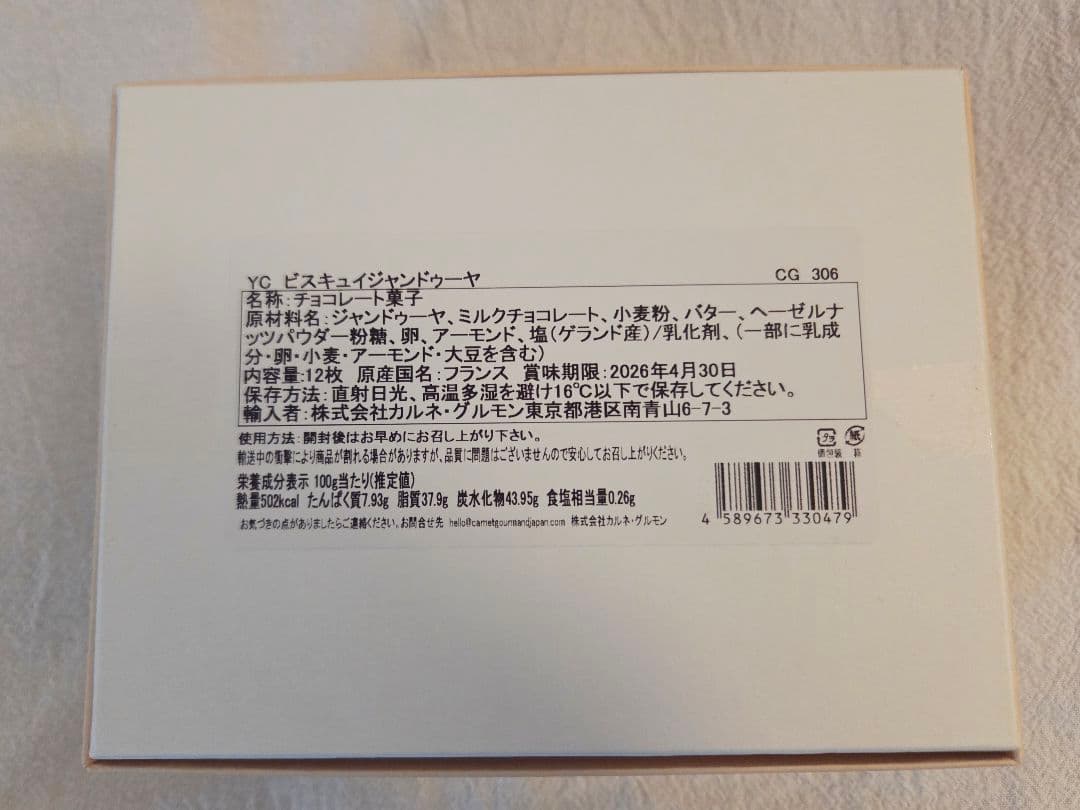 YC ビスキュイジャンドゥーヤ CG 306
名称：チョコレート菓子
原材料名：ジャンドゥーヤ、ミルクチョコレート、小麦粉、バター、ヘーゼルナ
ッツパウダー粉糖、卵、アーモンド、塩（ゲランド産）/乳化剤、（一部に乳成
分・卵・小麦・アーモンド・大豆を含む）
内容量:12枚 原産国名：フランス 賞味期限：2026年4月30日
保存方法：直射日光、高温多湿を避け16℃以下で保存してください。
輸入者：株式会社カルネ・グルモン東京都港区南青山6-7-3
使用方法：開封後はお早めにお召し上がり下さい。
輸送中の衝撃により商品が割れる場合がありますが、品質に問題はございませんので安心してお召し上がりください。
プラ 紙
個包装 箱
栄養成分表示 100g当たり(推定値)
熱量502kcal たんぱく質7.93g 脂質37.9g 炭水化物43.95g 食塩相当量0.26g
お気づきの点がありましたらご連絡ください。お問合せ先 hello@carnetgourmandjapan.com 株式会社カルネ・グルモン
4 589673 330479